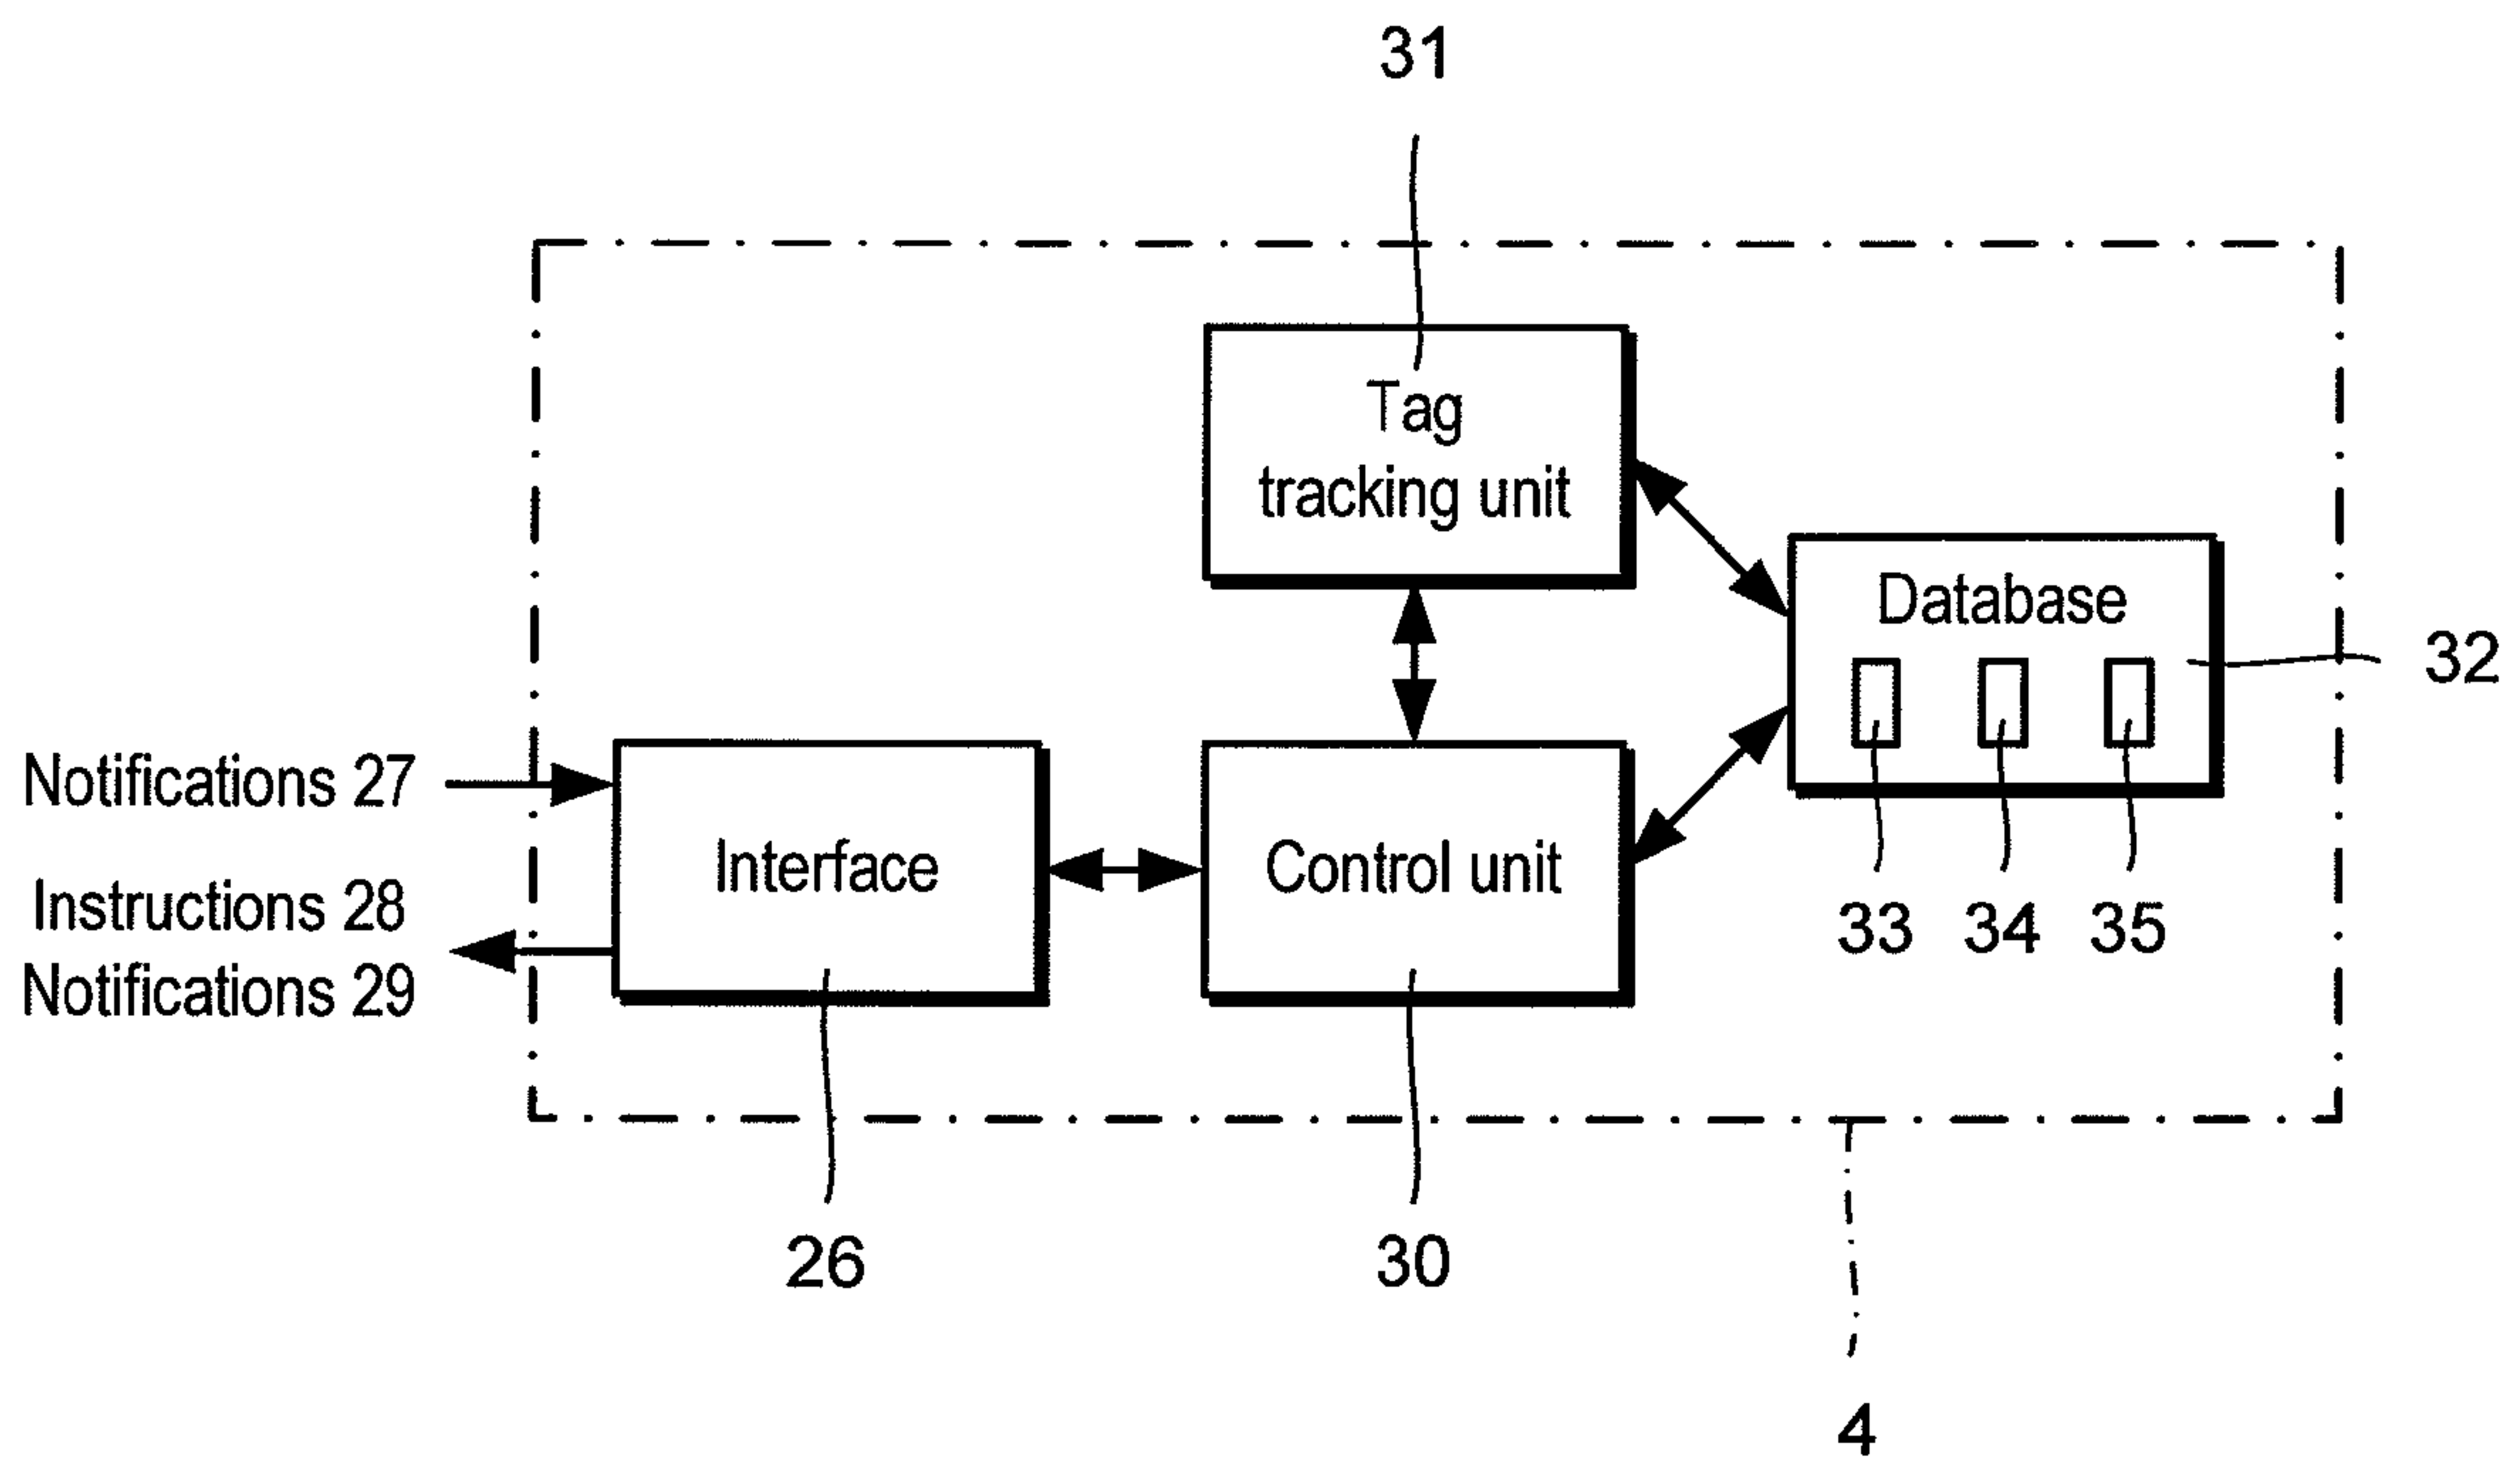 31
Tag
tracking unit
Database
32
Notifications 27
Interface
Control unit
Instructions 28
33 34 35
Notifications 29
26
30
4